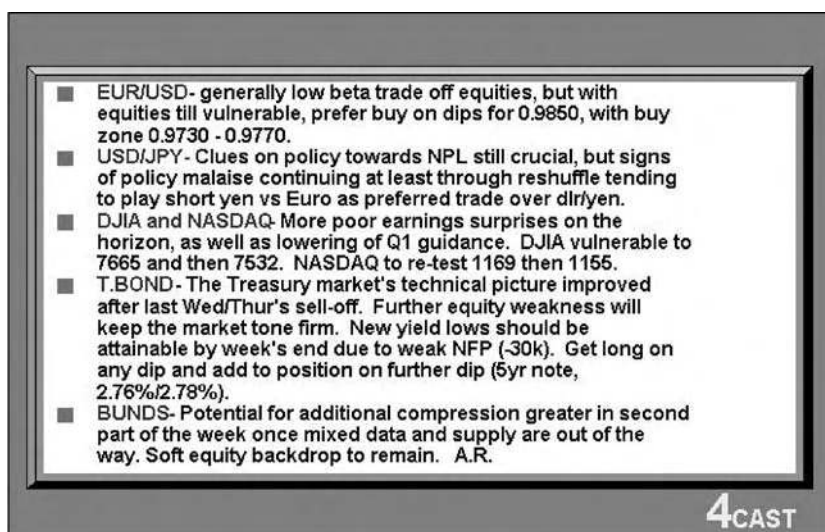 EUR/USD- generally low beta trade off equities, but with
equities till vulnerable, prefer buy on dips for 0.9850, with buy
zone 0.9730 - 0.9770.
USD/JPY- Clues on policy towards NPL still crucial, but signs
of policy malaise continuing at least through reshuffle tending
to play short yen vs Euro as preferred trade over dlr/yen.
DJIA and NASDAQ- More poor earnings surprises on the
horizon, as well as lowering of Q1 guidance. DJIA vulnerable to
7665 and then 7532. NASDAQ to re-test 1169 then 1155.
T.BOND- The Treasury market's technical picture improved
after last Wed/Thur's sell-off. Further equity weakness will
keep the market tone firm. New yield lows should be
attainable by week's end due to weak NFP (-30k). Get long on
any dip and add to position on further dip (5yr note,
2.76%/2.78%).
BUNDS- Potential for additional compression greater in second
part of the week once mixed data and supply are out of the
way. Soft equity backdrop to remain. A.R.
4CAST